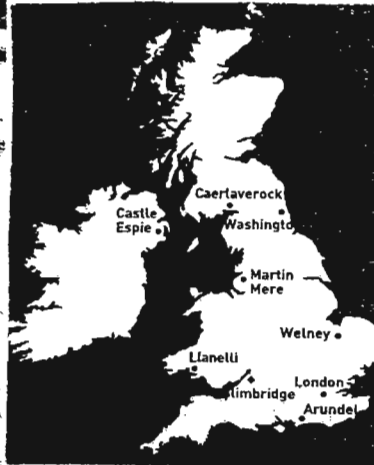 Caerlaverock
Castle
Espie
Washingto
Martin
Mere
Welney
Llanelli
limbridge
London
Arundel